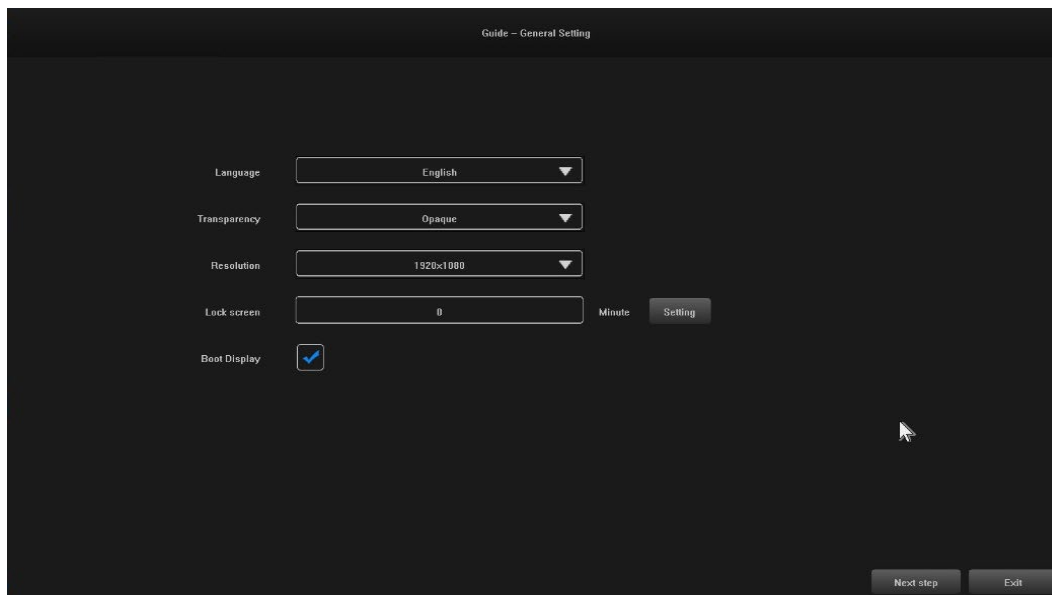 Guide – General Setting
Language English
Transparency Opaque
Resolution 1920x1080
Lock screen 0 Minute Setting
Boot Display
Next step Exit